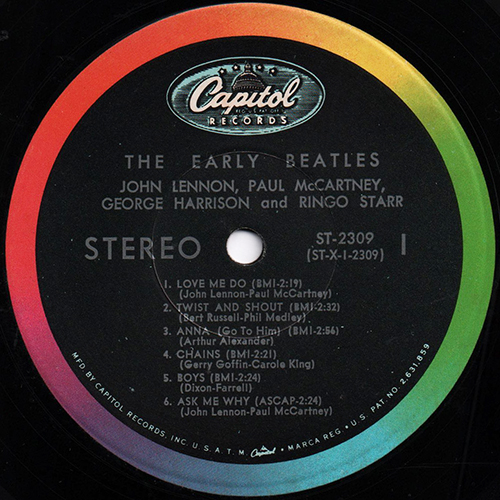 Capitol
REG. U.S. PAT. OFF.
RECORDS
THE EARLY BEATLES
JOHN LENNON, PAUL McCARTNEY,
GEORGE HARRISON and RINGO STARR
STEREO
ST-2309
(ST-X-1-2309)
1
1. LOVE ME DO (BMI-2:19)
(John Lennon-Paul McCartney)
2. TWIST AND SHOUT (BMI-2:32)
(Bert Russell-Phil Medley)
3. ANNA (Go To Him) (BMI-2:56)
(Arthur Alexander)
4. CHAINS (BMI-2:21)
(Gerry Goffin-Carole King)
5. BOYS (BMI-2:24)
(Dixon-Farrell)
6. ASK ME WHY (ASCAP-2:24)
(John Lennon-Paul McCartney)
MFD. BY CAPITOL RECORDS, INC. U.S.A. T.M. Capitol MARCA REG. • U.S. PAT. NO. 2,631,859